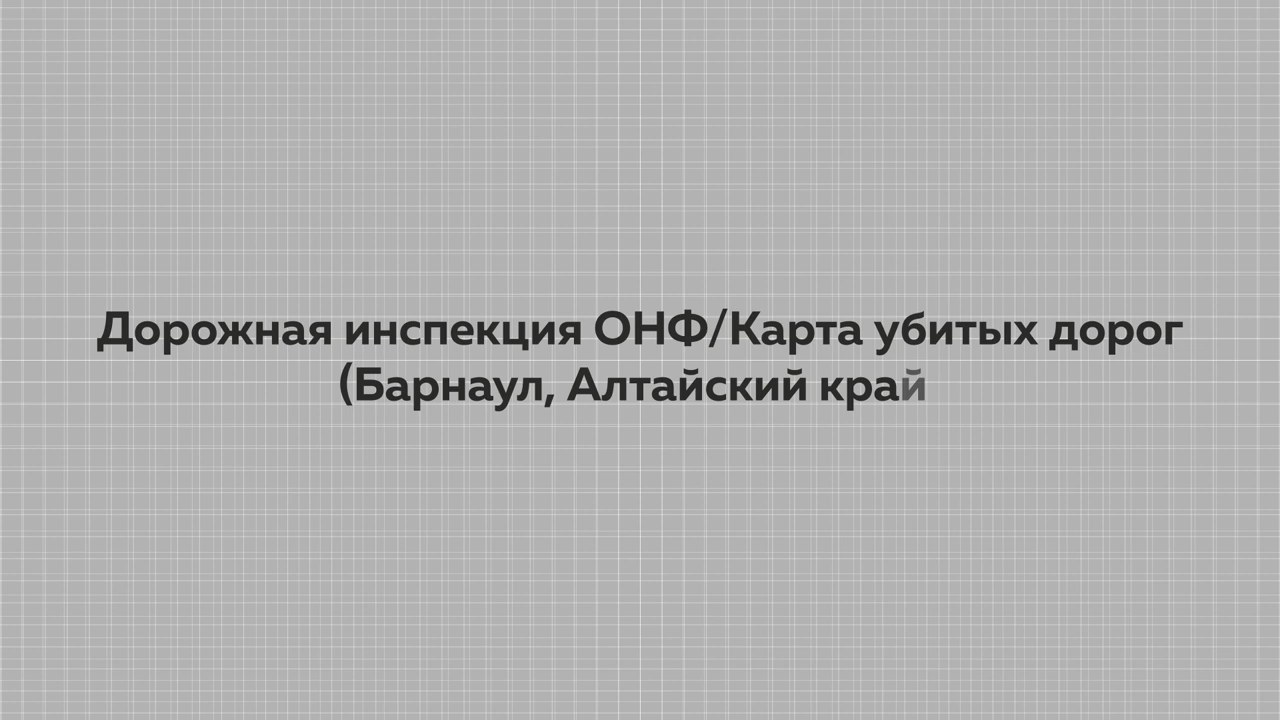 Дорожная инспекция ОНФ/Карта убитых дорог
(Барнаул, Алтайский край